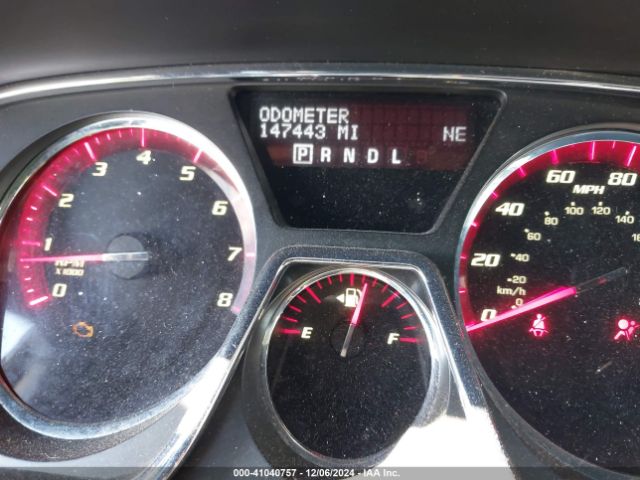 ODOMETER
147443 MI NE
P R N D L
0 1 2 3 4 5 6 7 8
RPM
X 1000
E F
0 20 40 60 80
MPH
0 20 40 60 80 100 120 140
km/h
000-41040757 - 12/06/2024 - IAA Inc.